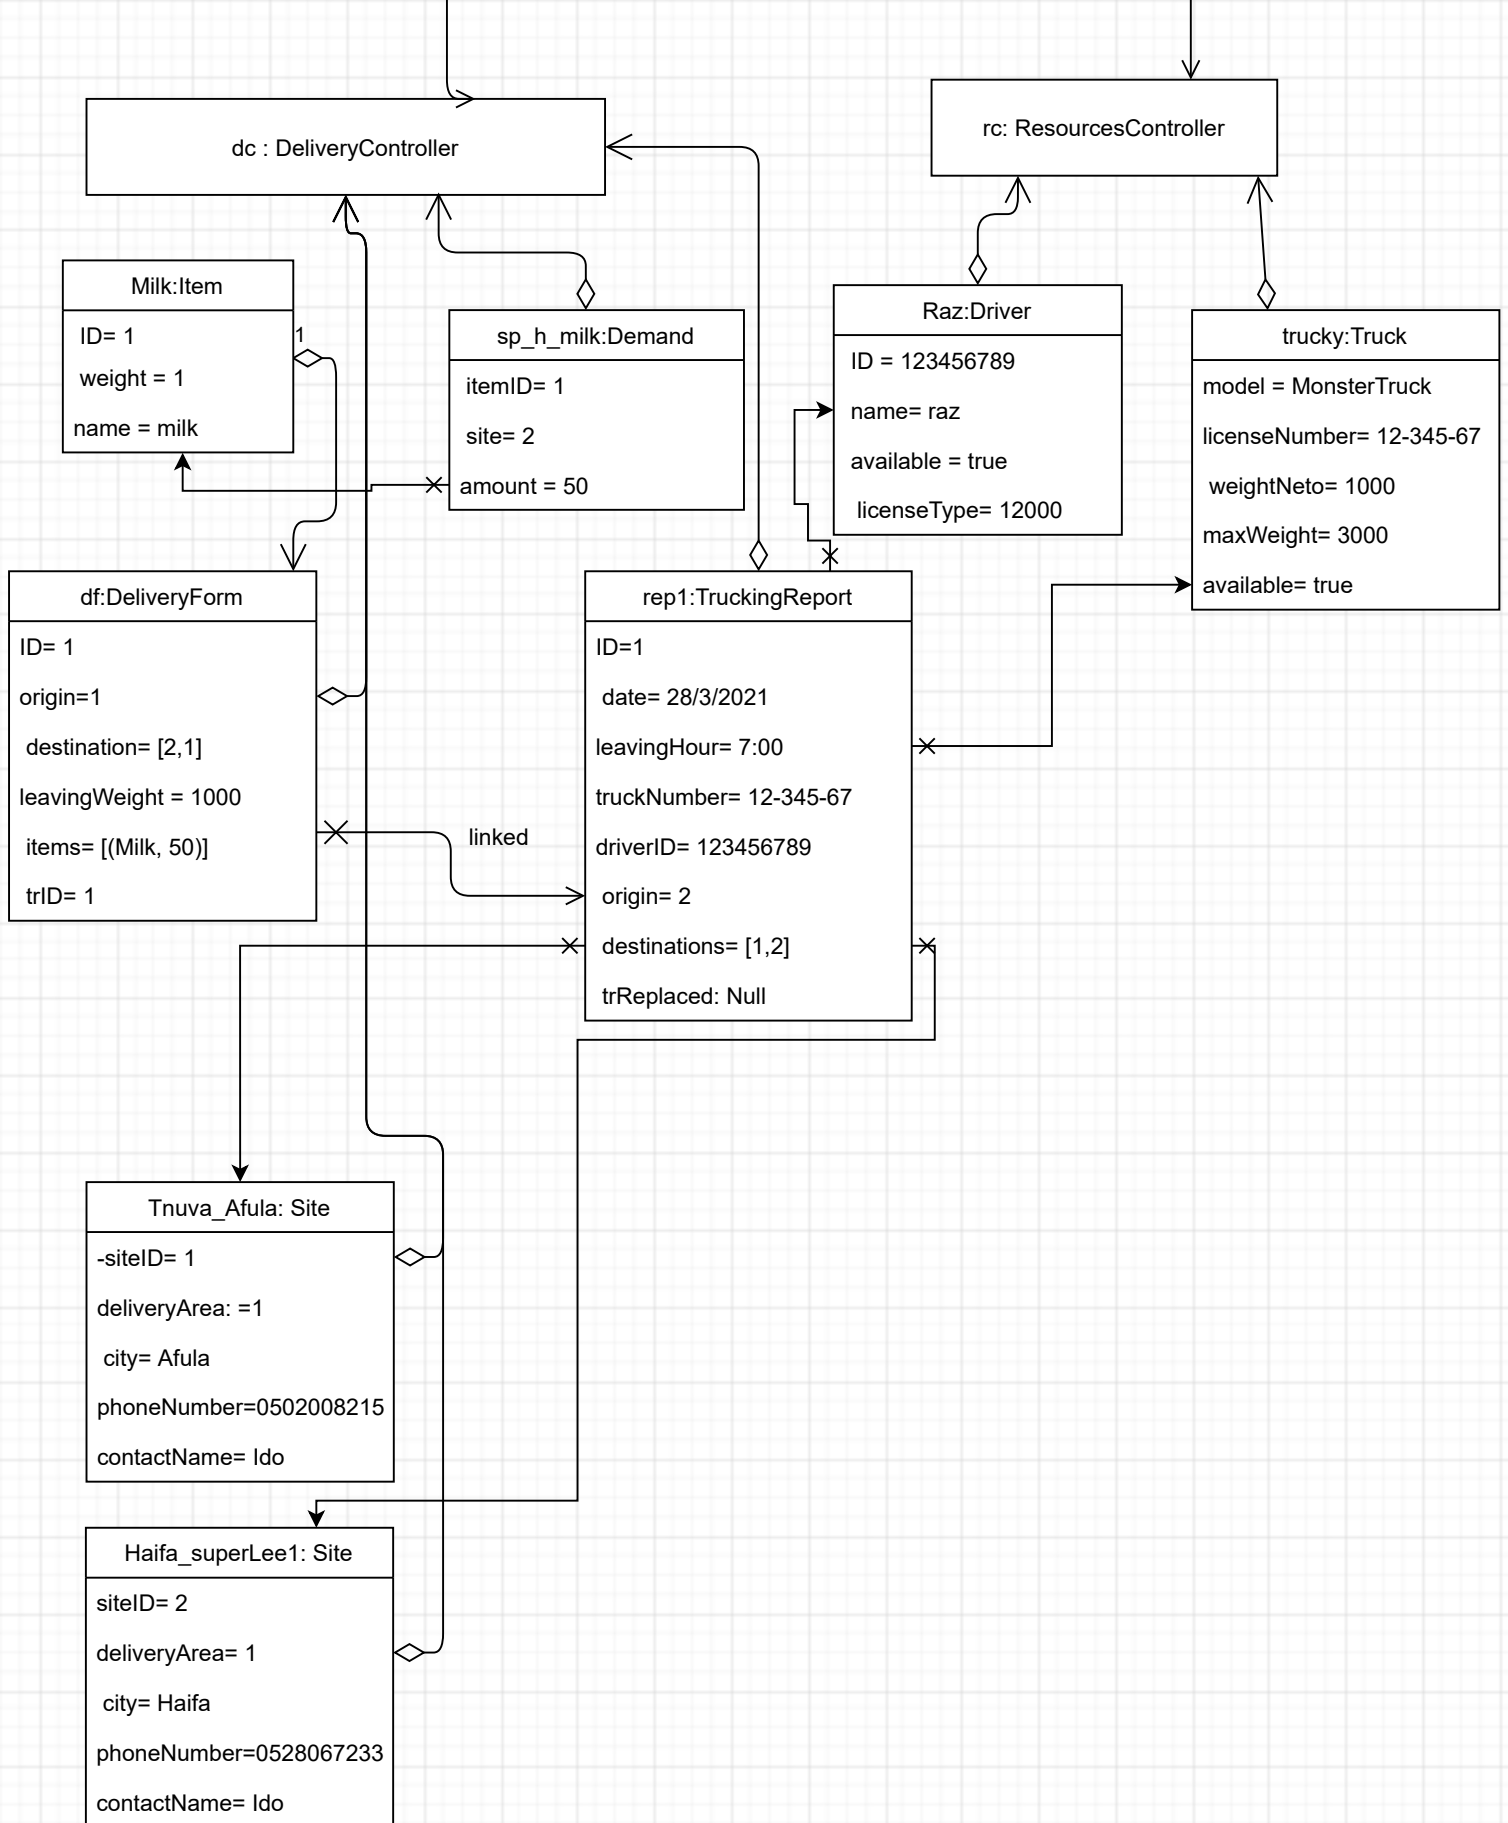 dc : DeliveryController
rc: ResourcesController
Milk:Item
ID= 1
weight = 1
name = milk
1
sp_h_milk:Demand
itemID= 1
site= 2
amount = 50
Raz:Driver
ID = 123456789
name= raz
available = true
licenseType= 12000
trucky:Truck
model = MonsterTruck
licenseNumber= 12-345-67
weightNeto= 1000
maxWeight= 3000
available= true
df:DeliveryForm
ID= 1
origin=1
destination= [2,1]
leavingWeight = 1000
items= [(Milk, 50)]
trID= 1
linked
rep1:TruckingReport
ID=1
date= 28/3/2021
leavingHour= 7:00
truckNumber= 12-345-67
driverID= 123456789
origin= 2
destinations= [1,2]
trReplaced: Null
Tnuva_Afula: Site
-siteID= 1
deliveryArea: =1
city= Afula
phoneNumber=0502008215
contactName= Ido
Haifa_superLee1: Site
siteID= 2
deliveryArea= 1
city= Haifa
phoneNumber=0528067233
contactName= Ido